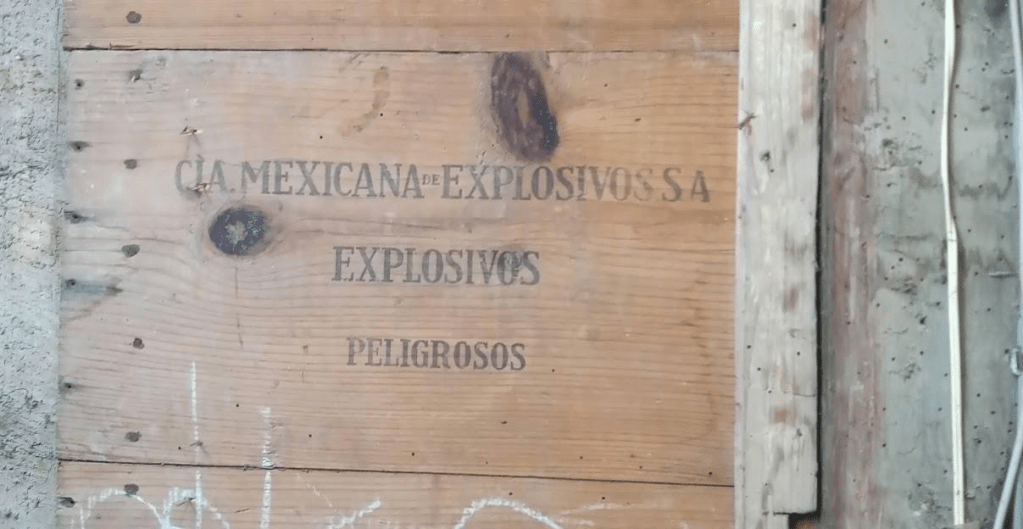 CIA. MEXICANA DE EXPLOSIVOS S A
EXPLOSIVOS
PELIGROSOS